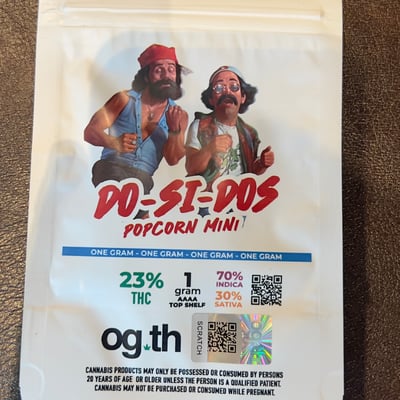 DO-SI-DOS
POPCORN MINI
ONE GRAM - ONE GRAM - ONE GRAM - ONE GRAM
23%
THC
1
gram
AAAA
TOP SHELF
70%
INDICA
30%
SATIVA
og th
SCRATCH
CANNABIS PRODUCTS MAY ONLY BE POSSESSED OR CONSUMED BY PERSONS
20 YEARS OF AGE OR OLDER UNLESS THE PERSON IS A QUALIFIED PATIENT.
CANNABIS MAY NOT BE PURCHASED OR CONSUMED WHILE PREGNANT.